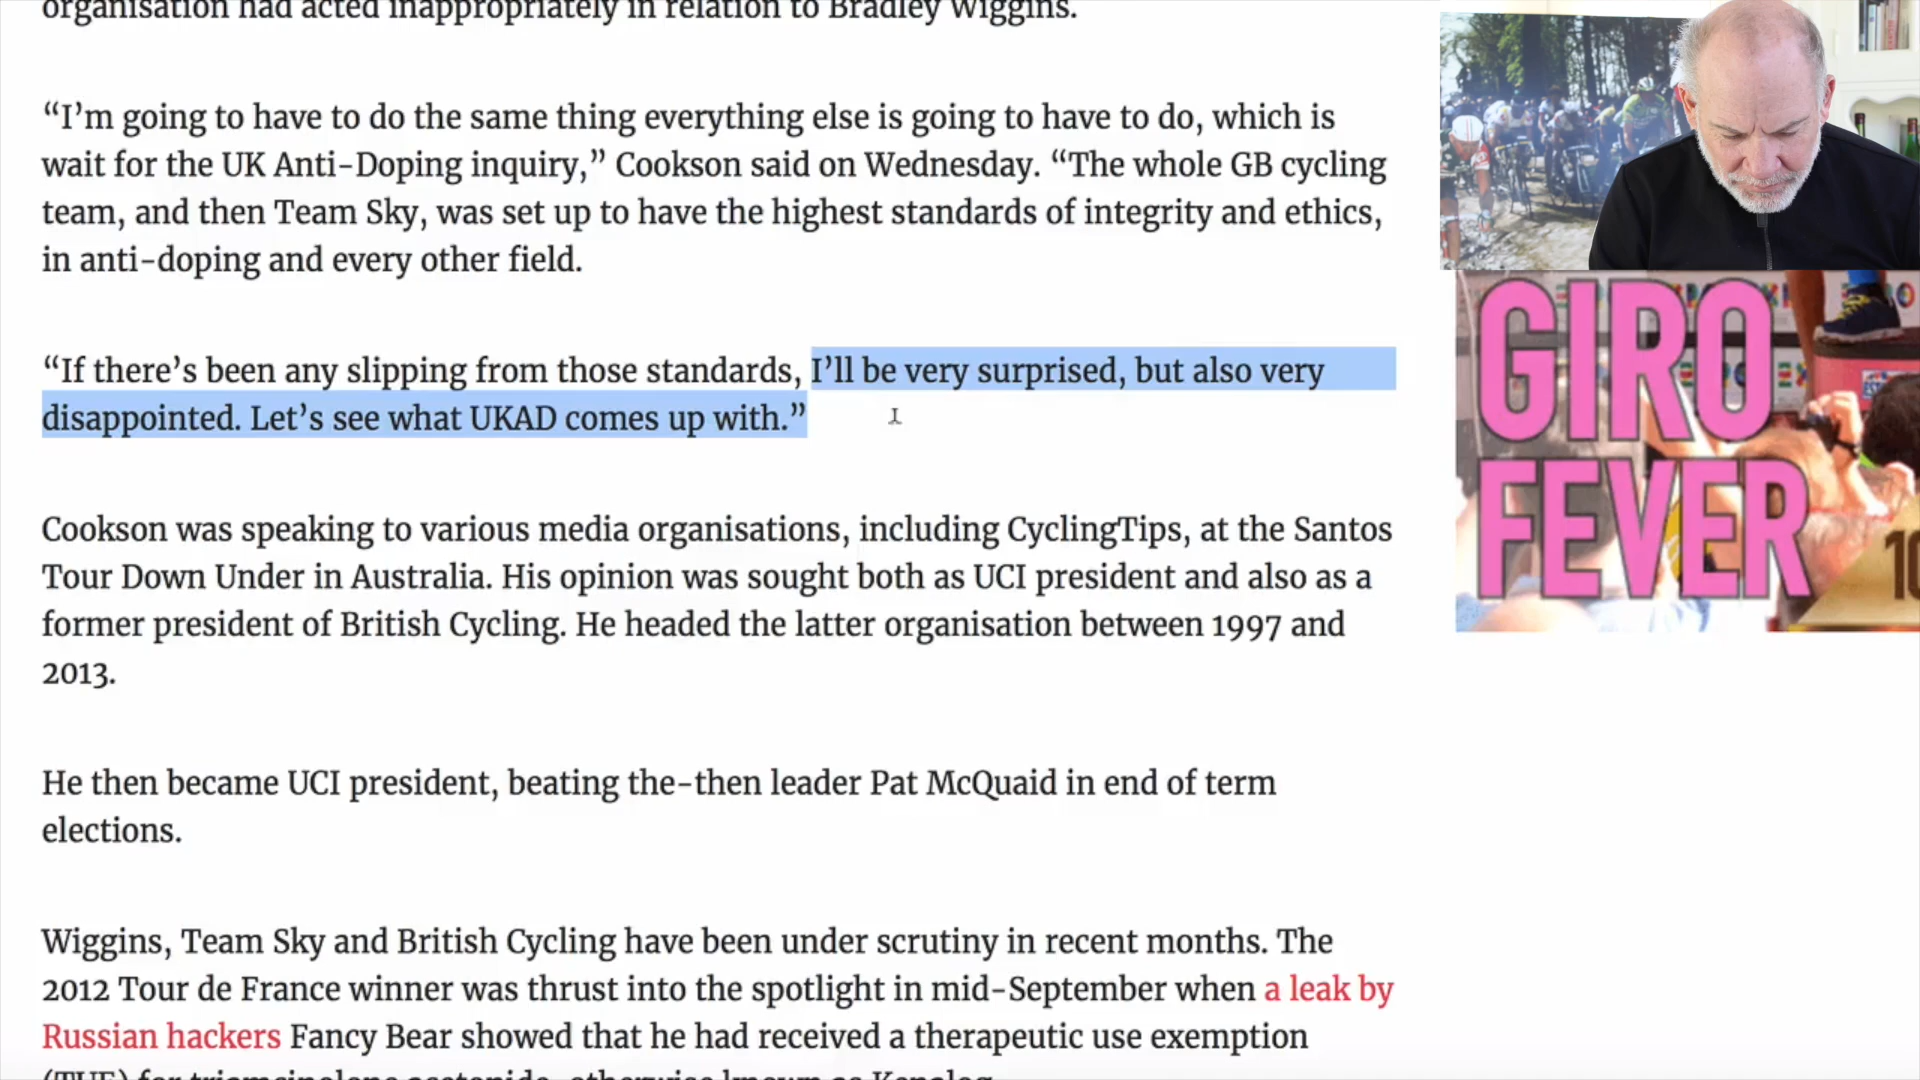 organisation had acted inappropriately in relation to Bradley Wiggins.
“I’m going to have to do the same thing everything else is going to have to do, which is
wait for the UK Anti-Doping inquiry,” Cookson said on Wednesday. “The whole GB cycling
team, and then Team Sky, was set up to have the highest standards of integrity and ethics,
in anti-doping and every other field.
“If there’s been any slipping from those standards, I’ll be very surprised, but also very
disappointed. Let’s see what UKAD comes up with.”
Cookson was speaking to various media organisations, including CyclingTips, at the Santos
Tour Down Under in Australia. His opinion was sought both as UCI president and also as a
former president of British Cycling. He headed the latter organisation between 1997 and
2013.
He then became UCI president, beating the-then leader Pat McQuaid in end of term
elections.
Wiggins, Team Sky and British Cycling have been under scrutiny in recent months. The
2012 Tour de France winner was thrust into the spotlight in mid-September when a leak by
Russian hackers Fancy Bear showed that he had received a therapeutic use exemption
(TUE) for triamcinolone acetonide, otherwise known as Kenalog.
GIRO
FEVER
10